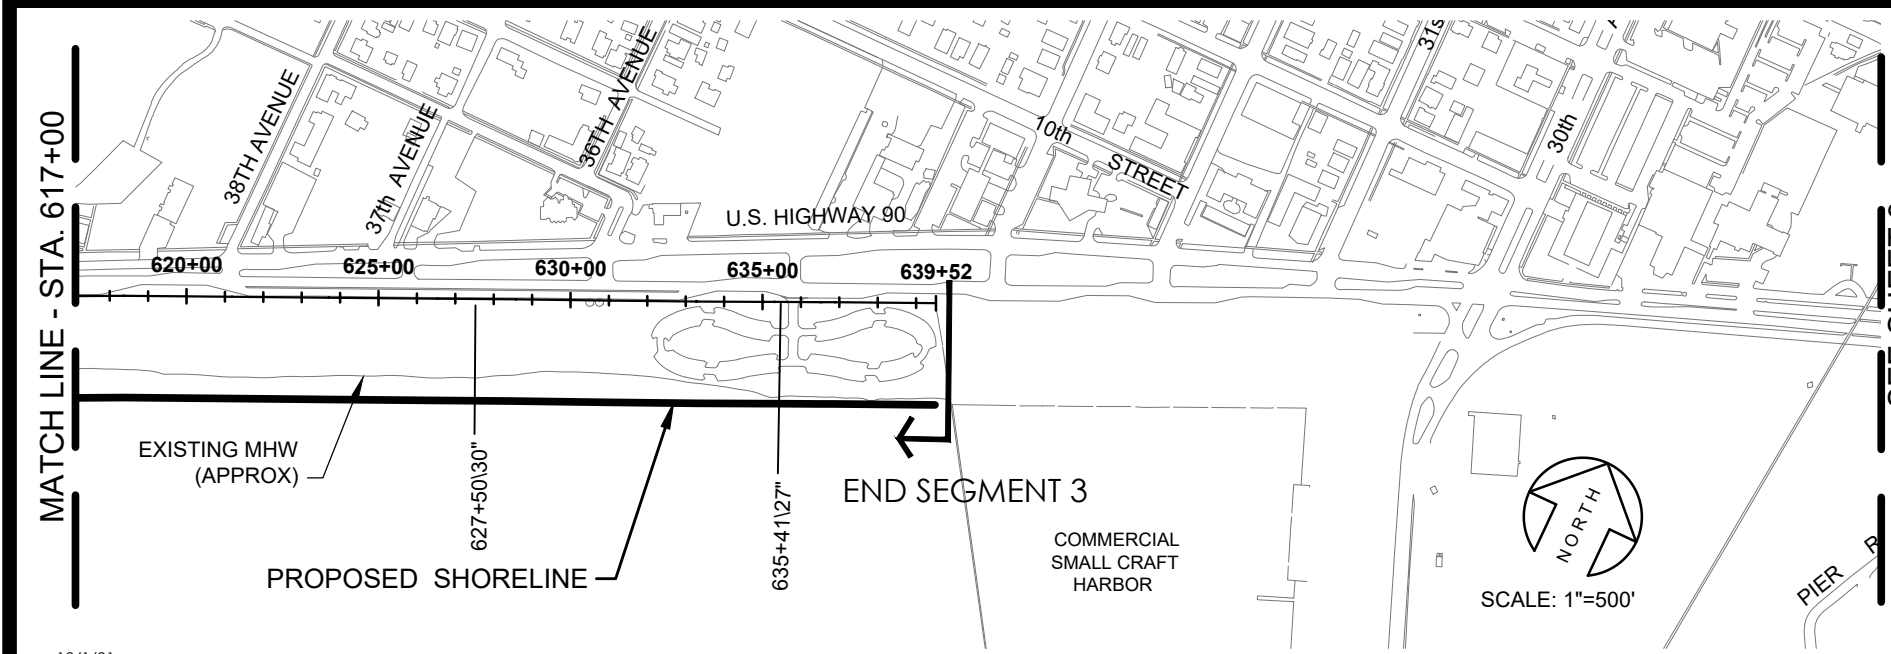 MATCH LINE - STA. 617+00
38TH AVENUE
37th AVENUE
36TH AVENUE
10th STREET
30th
U.S. HIGHWAY 90
620+00
625+00
630+00
635+00
639+52
EXISTING MHW
(APPROX)
627+50\30"
635+41\27"
PROPOSED SHORELINE
END SEGMENT 3
COMMERCIAL
SMALL CRAFT
HARBOR
NORTH
SCALE: 1"=500'
PIER